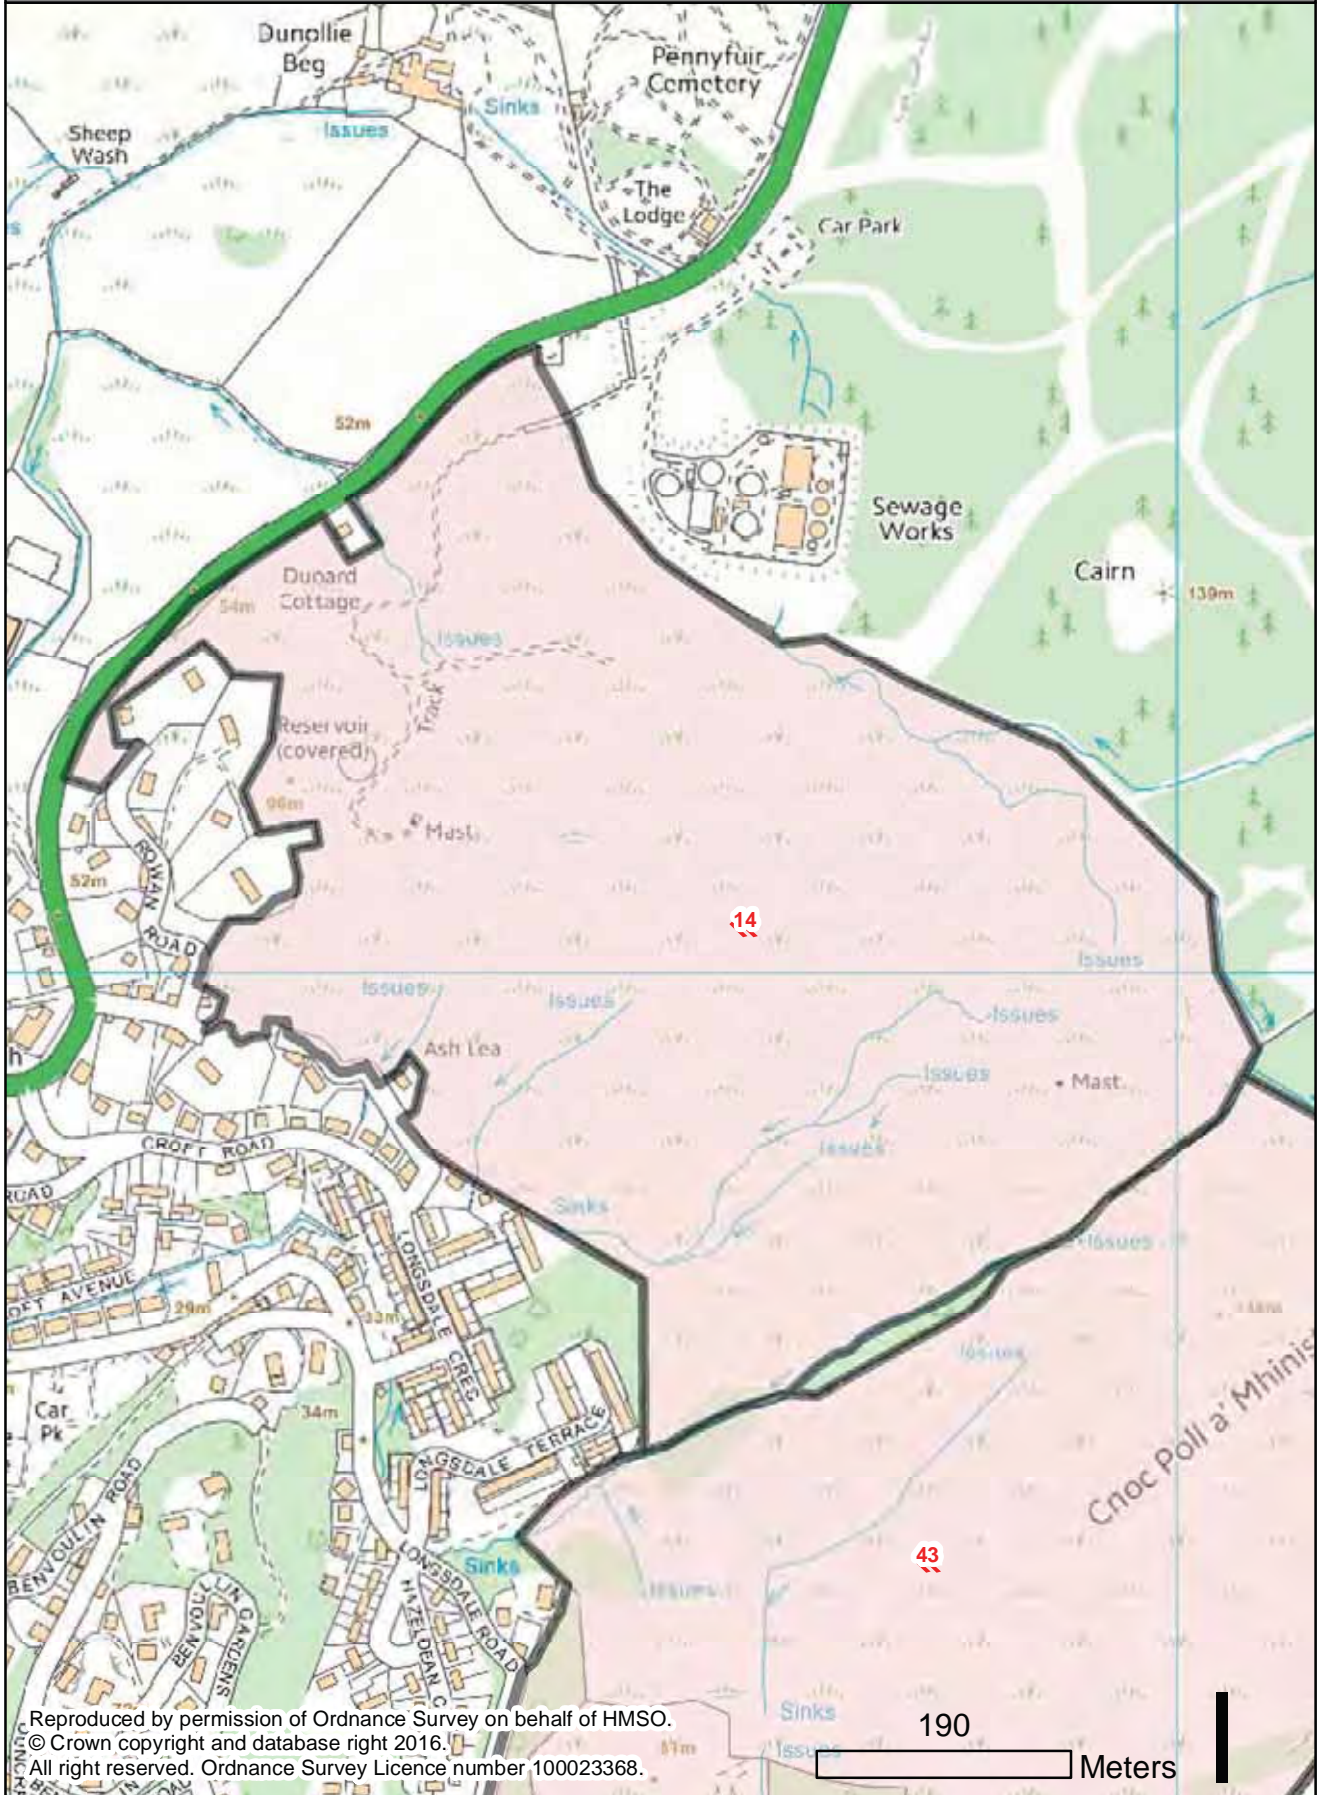 Dunollie
Beg
Pennyfuir
Cemetery
Sinks
Issues
Sheep
Wash
The
Lodge
Car Park
52m
Sewage
Works
Cairn
139m
Dunard
Cottage
54m
Issues
Track
Reservoir
(covered)
96m
Mast
52m
ROWAN
ROAD
14
Issues
Issues
Issues
Issues
Ash Lea
Issues
Mast
CROFT ROAD
Issues
ROAD
Sinks
Issues
LONGSDALE CRES
29m
33m
Issues
Cnoc Poll a' Mhinis
Car
Pk
34m
LONGSDALE TERRACE
BENVOULIN ROAD
43
Sinks
LONGSDALE ROAD
Issues
HAZELDEAN C
BENVOULIN GARDENS
Sinks
Issues
51m
Reproduced by permission of Ordnance Survey on behalf of HMSO.
© Crown copyright and database right 2016.
All right reserved. Ordnance Survey Licence number 100023368.
190
Meters